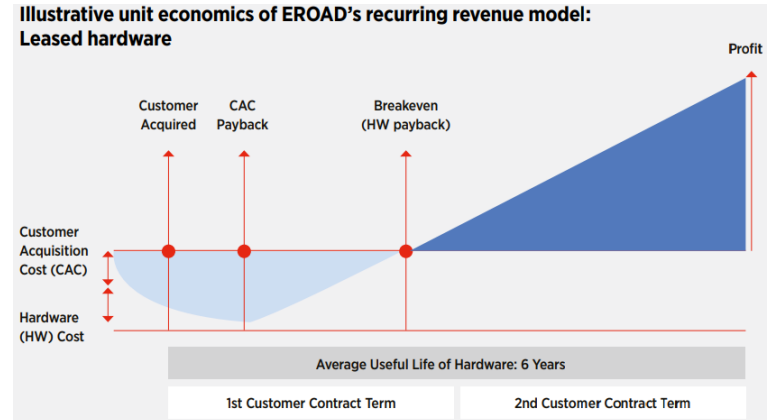 Illustrative unit economics of EROAD's recurring revenue model:
Leased hardware
Profit
Customer
Acquired
CAC
Payback
Breakeven
(HW payback)
Customer
Acquisition
Cost (CAC)
Hardware
(HW) Cost
Average Useful Life of Hardware: 6 Years
1st Customer Contract Term
2nd Customer Contract Term